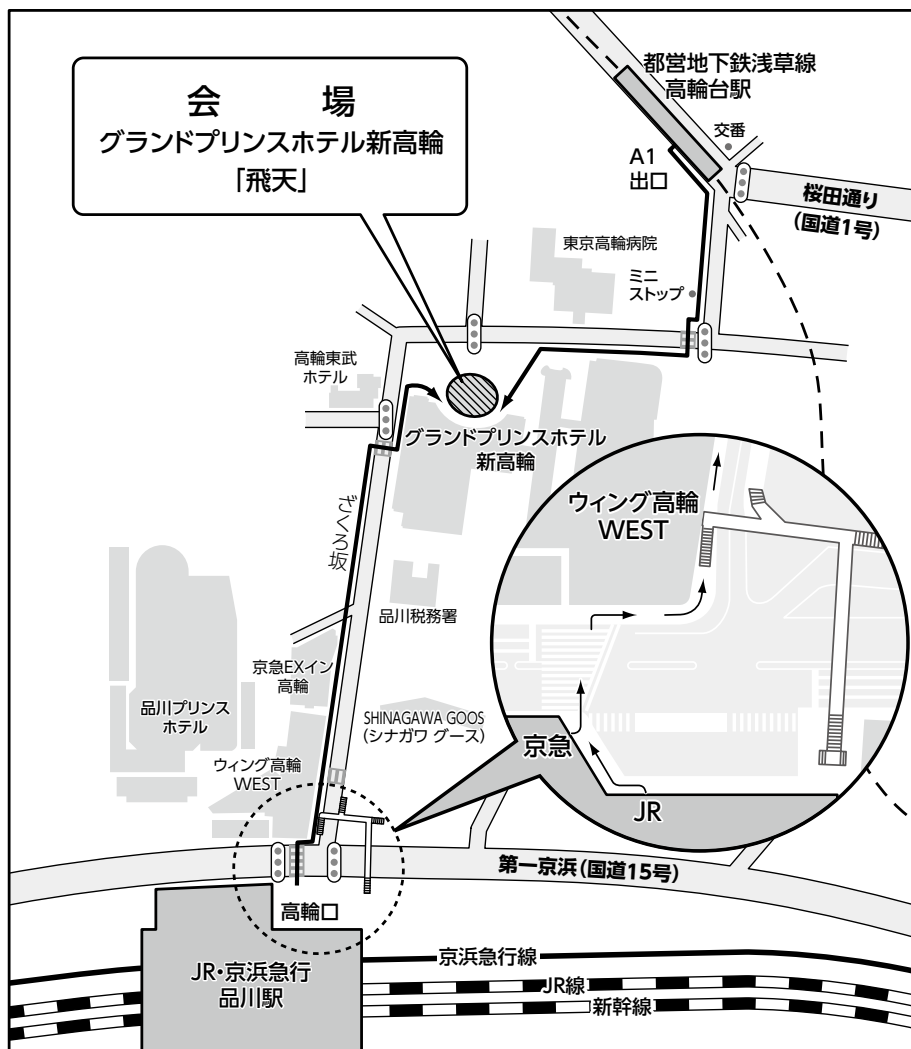 会 場
グランドプリンスホテル新高輪
「飛天」
都営地下鉄浅草線
高輪台駅
交番
A1
出口
桜田通り
(国道1号)
東京高輪病院
ミニ
ストップ
高輪東武
ホテル
グランドプリンスホテル
新高輪
ざくろ坂
ウィング高輪
WEST
品川税務署
京急EXイン
高輪
品川プリンス
ホテル
SHINAGAWA GOOS
(シナガワ グース)
京急
JR
ウィング高輪
WEST
第一京浜(国道15号)
高輪口
JR・京浜急行
品川駅
京浜急行線
JR線
新幹線